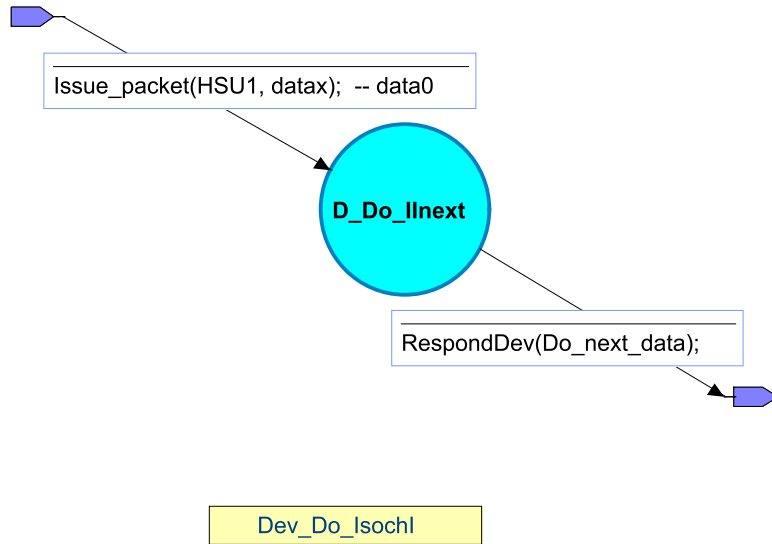 Issue_packet(HSU1, datax);  -- data0
D_Do_IInext
RespondDev(Do_next_data);
Dev_Do_IsochI